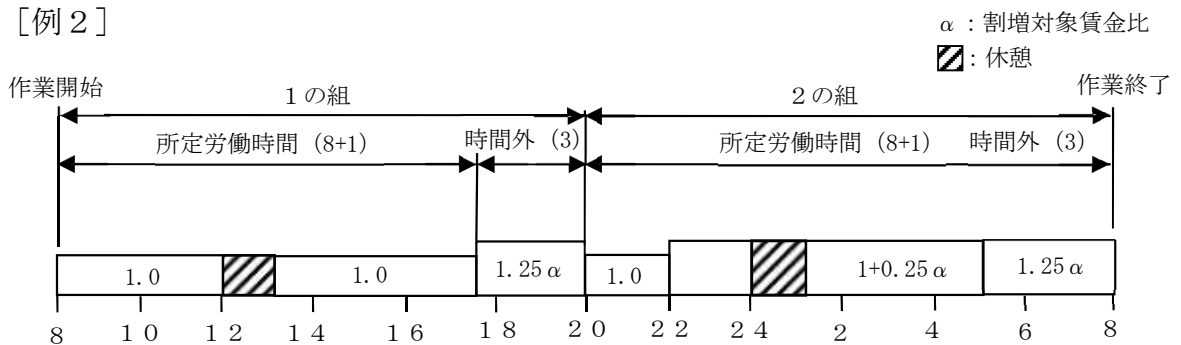 ［例２］
α：割増対象賃金比
：休憩
作業開始
作業終了
１の組
２の組
所定労働時間（8+1）
時間外（3）
所定労働時間（8+1）
時間外（3）
1.0
1.0
1.25α
1.0
1+0.25α
1.25α
８ １０ １２ １４ １６ １８ ２０ ２２ ２４ ２ ４ ６ ８